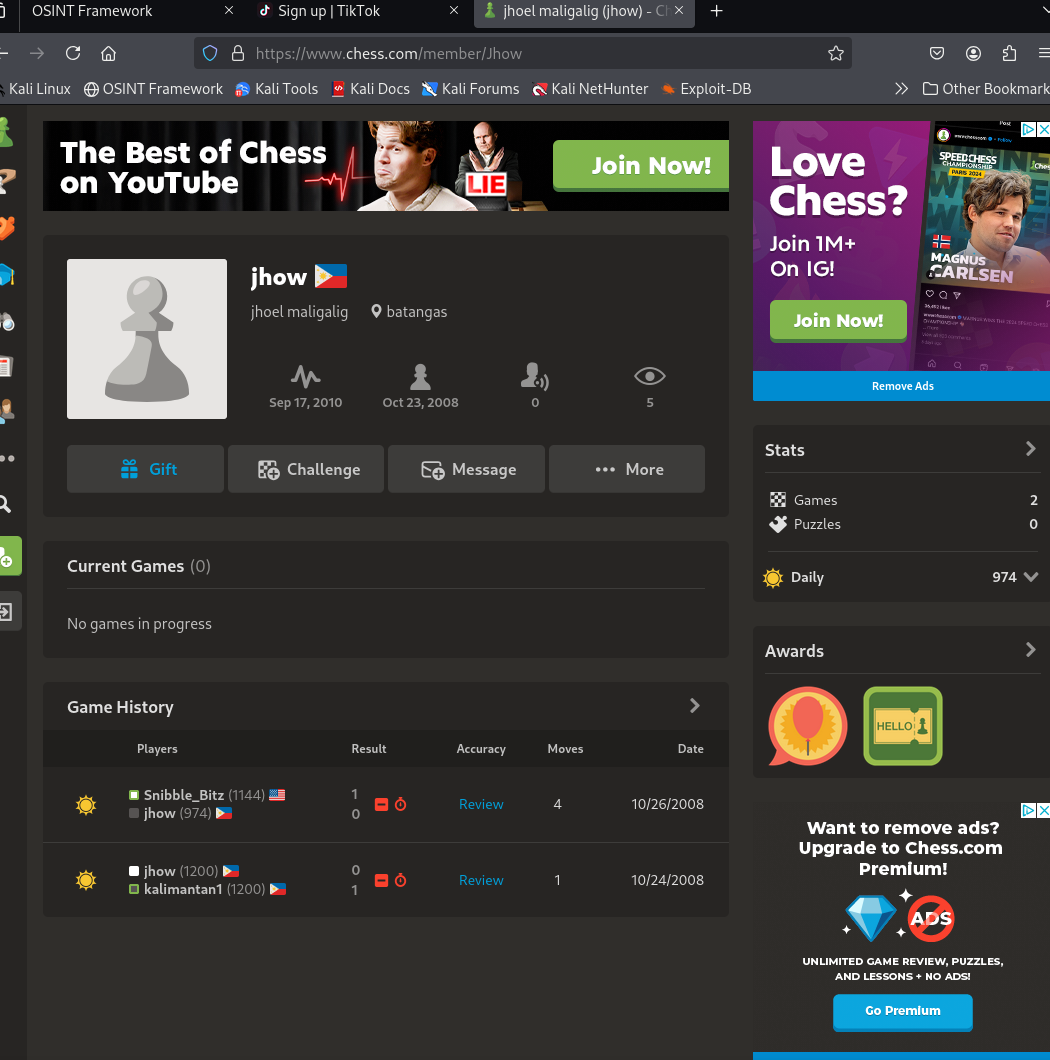 OSINT Framework
Sign up | TikTok
jhoel maligalig (jhow) - Ch
https://www.chess.com/member/Jhow
Kali Linux
OSINT Framework
Kali Tools
Kali Docs
Kali Forums
Kali NetHunter
Exploit-DB
Other Bookmark
The Best of Chess
on YouTube
LIE
Join Now!
jhow
jhoel maligalig
batangas
Sep 17, 2010
Oct 23, 2008
0
5
Gift
Challenge
Message
More
Current Games (0)
No games in progress
Game History
Players Result Accuracy Moves Date
Snibble_Bitz (1144) 1
jhow (974) 0
Review 4 10/26/2008
jhow (1200) 0
kalimantan1 (1200) 1
Review 1 10/24/2008
Love
Chess?
Join 1M+
On IG!
Join Now!
Post
SPEED CHESS
CHAMPIONSHIP
PARIS 2024
MAGNUS
CARLSEN
Remove Ads
Stats
Games 2
Puzzles 0
Daily 974
Awards
HELLO
Want to remove ads?
Upgrade to Chess.com
Premium!
ADS
UNLIMITED GAME REVIEW, PUZZLES,
AND LESSONS + NO ADS!
Go Premium